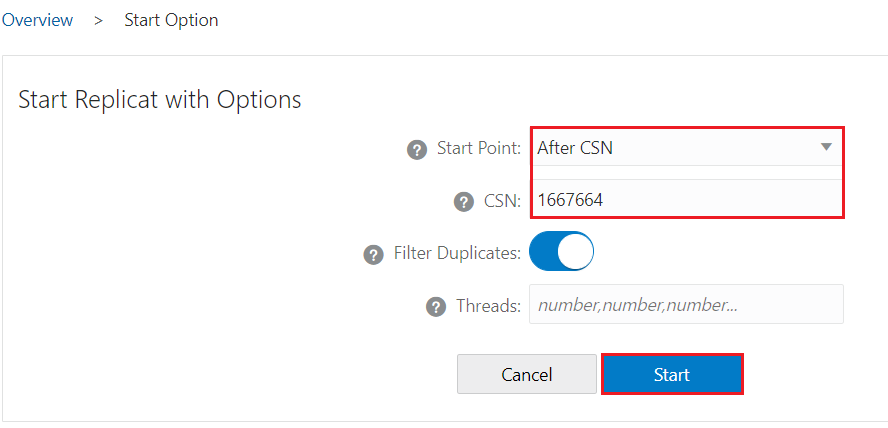 Overview > Start Option
Start Replicat with Options
? Start Point: After CSN
? CSN: 1667664
? Filter Duplicates:
? Threads: number,number,number...
Cancel Start